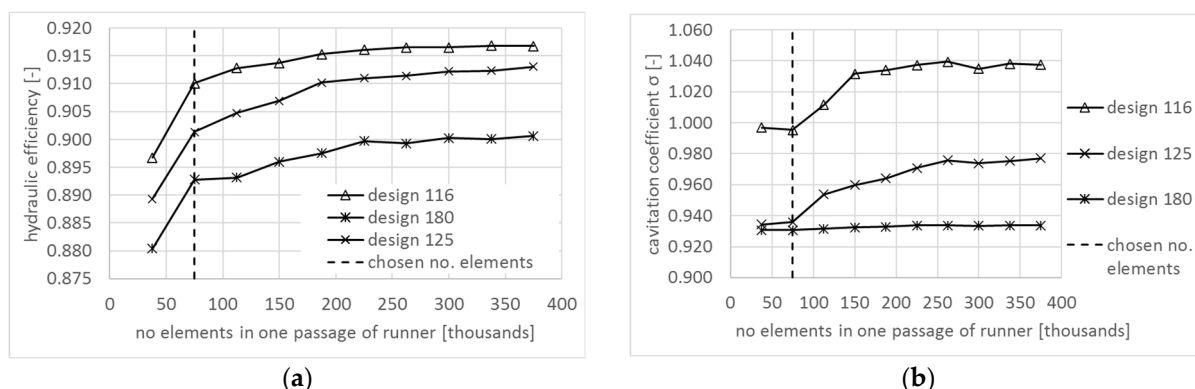 (a)
hydraulic efficiency [-]
0.920
0.915
0.910
0.905
0.900
0.895
0.890
0.885
0.880
0.875
0 50 100 150 200 250 300 350 400
no elements in one passage of runner [thousands]
design 116
design 180
design 125
chosen no. elements
(b)
cavitation coefficient σ [-]
1.060
1.040
1.020
1.000
0.980
0.960
0.940
0.920
0.900
0 50 100 150 200 250 300 350 400
no elements in one passage of runner [thousands]
design 116
design 125
design 180
chosen no.
elements